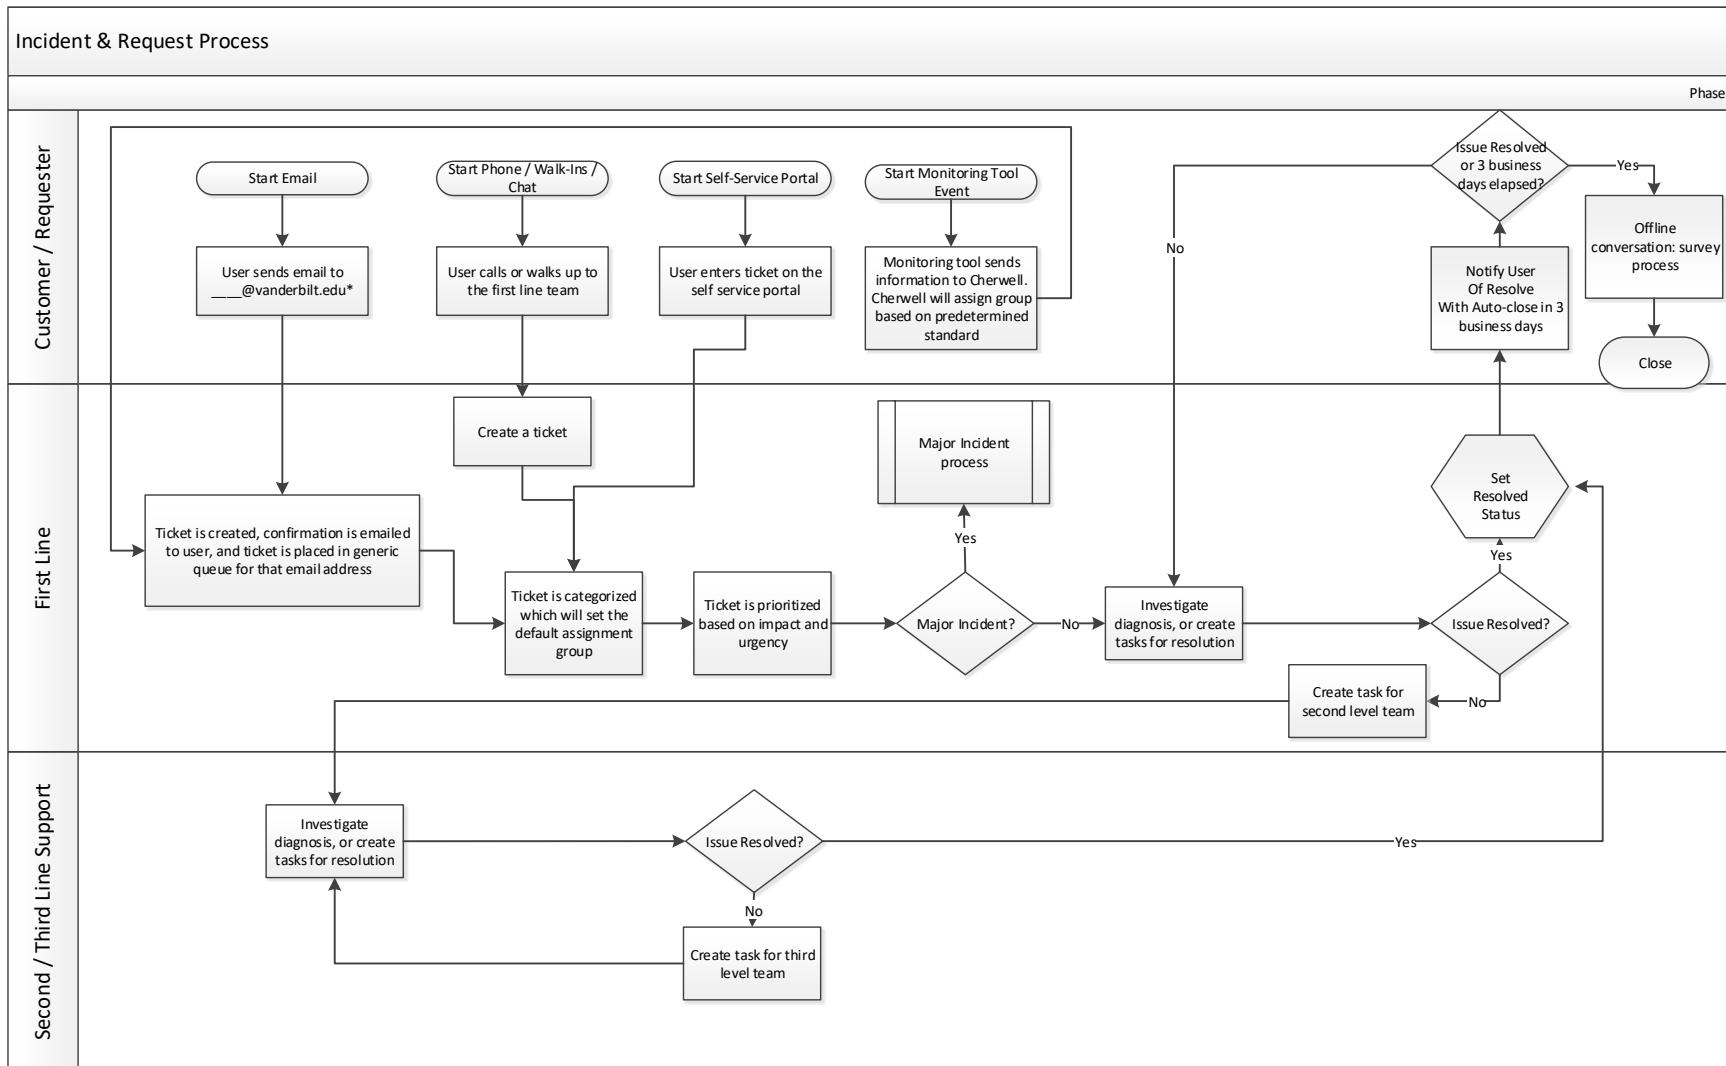 Incident & Request Process
Phase
Customer / Requester
Start Email
Start Phone / Walk-Ins /
Chat
Start Self-Service Portal
Start Monitoring Tool
Event
User sends email to
____@vanderbilt.edu*
User calls or walks up to
the first line team
User enters ticket on the
self service portal
Monitoring tool sends
information to Cherwell.
Cherwell will assign group
based on predetermined
standard
Issue Resolved
or 3 business
days elapsed?
Yes
No
Offline
conversation: survey
process
Notify User
Of Resolve
With Auto-close in 3
business days
Close
First Line
Create a ticket
Major Incident
process
Set
Resolved
Status
Ticket is created, confirmation is emailed
to user, and ticket is placed in generic
queue for that email address
Yes
Yes
Ticket is categorized
which will set the
default assignment
group
Ticket is prioritized
based on impact and
urgency
Major Incident?
No
Investigate
diagnosis, or create
tasks for resolution
Issue Resolved?
No
Create task for
second level team
Second / Third Line Support
Investigate
diagnosis, or create
tasks for resolution
Issue Resolved?
Yes
No
Create task for third
level team